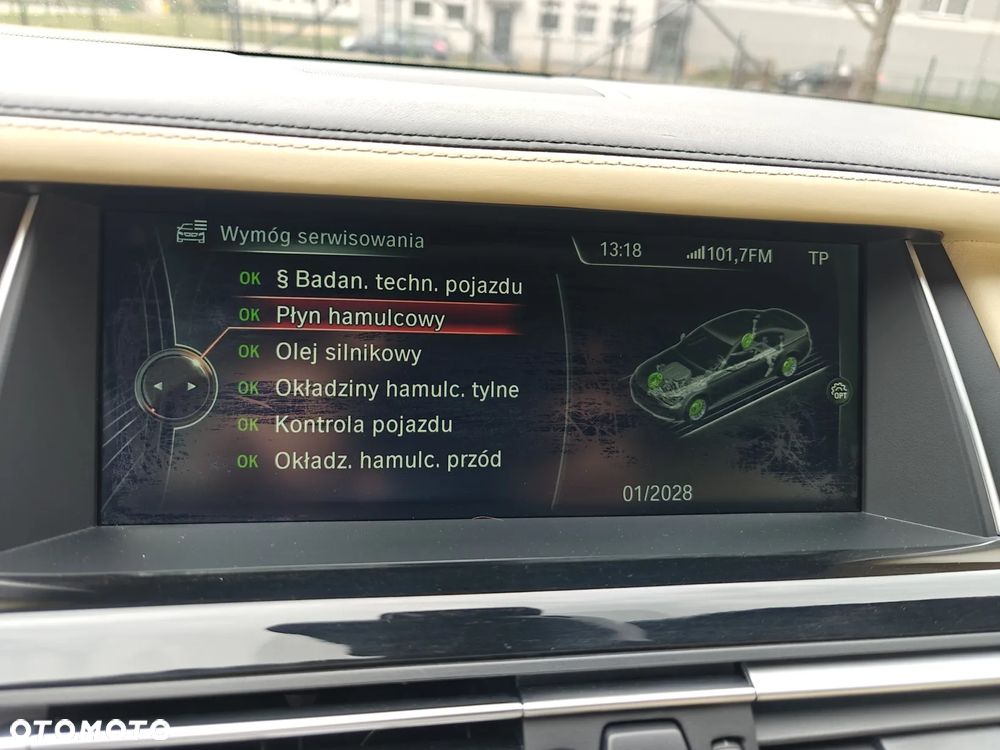 Wymóg serwisowania
13:18
101,7FM
TP
OK § Badan. techn. pojazdu
OK Płyn hamulcowy
OK Olej silnikowy
OK Okładziny hamulc. tylne
OK Kontrola pojazdu
OK Okładz. hamulc. przód
OPT
01/2028
OTOMOTO